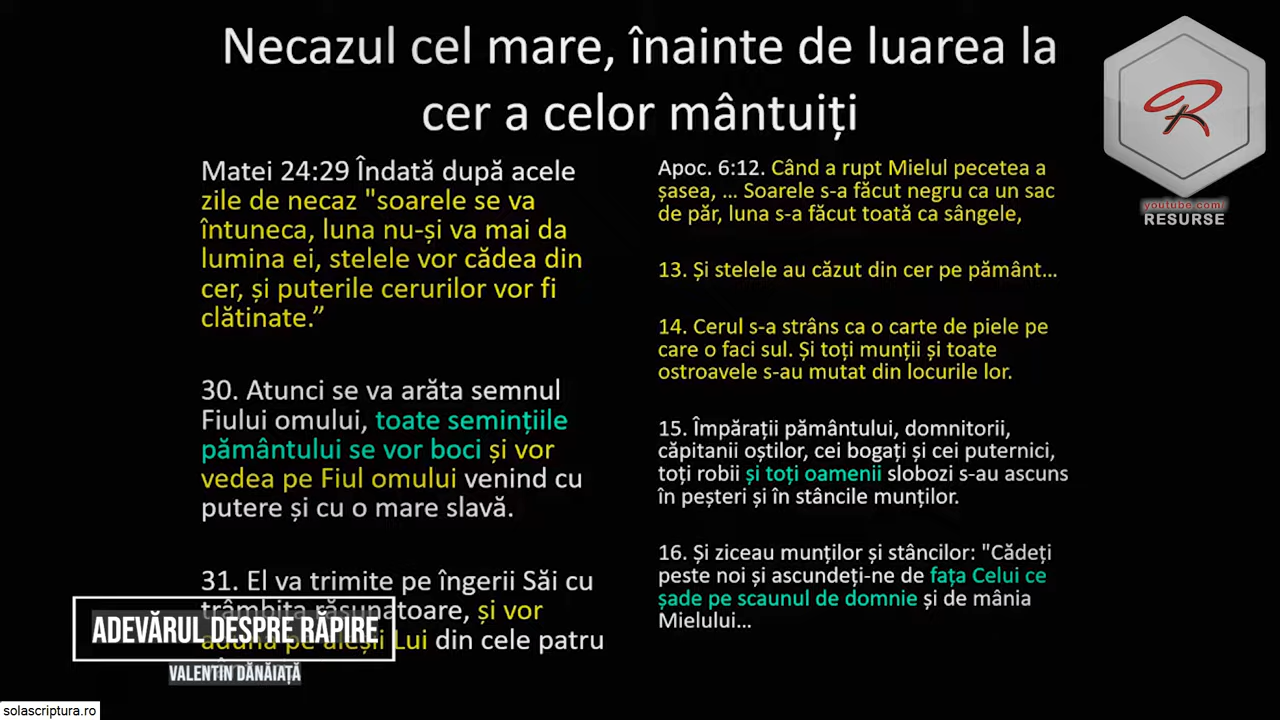 Necazul cel mare, înainte de luarea la
cer a celor mântuiți
Matei 24:29 Îndată după acele
zile de necaz "soarele se va
întuneca, luna nu-și va mai da
lumina ei, stelele vor cădea din
cer, și puterile cerurilor vor fi
clătinate.”
30. Atunci se va arăta semnul
Fiului omului, toate semințiile
pământului se vor boci și vor
vedea pe Fiul omului venind cu
putere și cu o mare slavă.
31. El va trimite pe îngerii Săi cu
trâmbița răsunătoare, și vor
aduna pe aleșii Lui din cele patru
Apoc. 6:12. Când a rupt Mielul pecetea a
șasea, ... Soarele s-a făcut negru ca un sac
de păr, luna s-a făcut toată ca sângele,
13. Și stelele au căzut din cer pe pământ...
14. Cerul s-a strâns ca o carte de piele pe
care o faci sul. Și toți munții și toate
ostroavele s-au mutat din locurile lor.
15. Împărații pământului, domnitorii,
căpitanii oștilor, cei bogați și cei puternici,
toți robii și toți oamenii slobozi s-au ascuns
în peșteri și în stâncile munților.
16. Și ziceau munților și stâncilor: "Cădeți
peste noi și ascundeți-ne de fața Celui ce
șade pe scaunul de domnie și de mânia
Mielului...
R
youtube.com/
RESURSE
ADEVĂRUL DESPRE RĂPIRE
VALENTIN DĂNĂIAȚĂ
solascriptura.ro